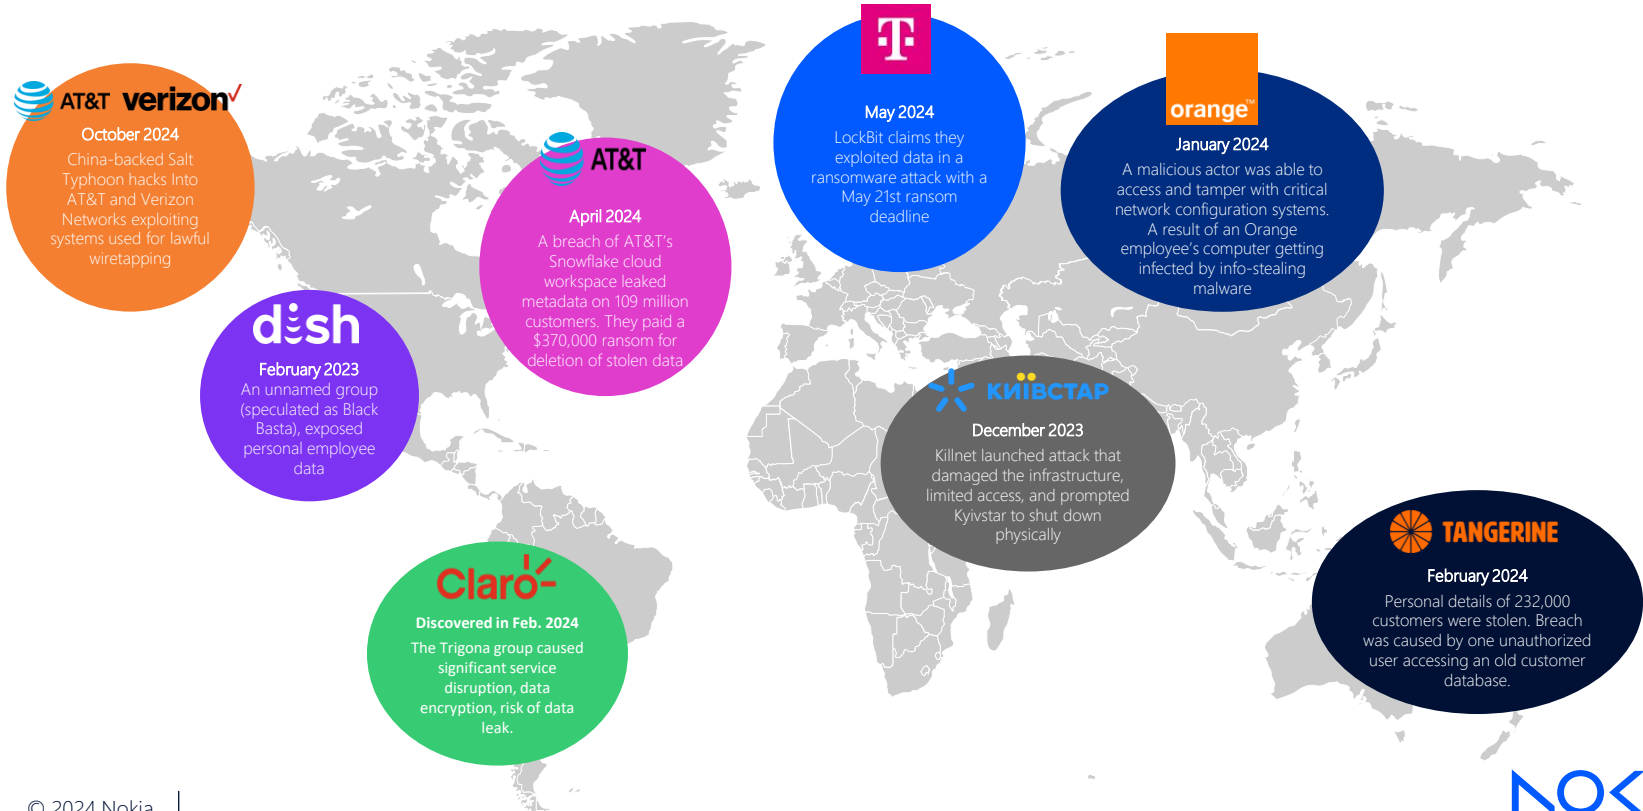 AT&T verizon
October 2024
China-backed Salt
Typhoon hacks Into
AT&T and Verizon
Networks exploiting
systems used for lawful
wiretapping
dish
February 2023
An unnamed group
(speculated as Black
Basta), exposed
personal employee
data
AT&T
April 2024
A breach of AT&T’s
Snowflake cloud
workspace leaked
metadata on 109 million
customers. They paid a
$370,000 ransom for
deletion of stolen data
Claro
Discovered in Feb. 2024
The Trigona group caused
significant service
disruption, data
encryption, risk of data
leak.
T
May 2024
LockBit claims they
exploited data in a
ransomware attack with a
May 21st ransom
deadline
orange™
January 2024
A malicious actor was able to
access and tamper with critical
network configuration systems.
A result of an Orange
employee’s computer getting
infected by info-stealing
malware
КИЇВСТАР
December 2023
Killnet launched attack that
damaged the infrastructure,
limited access, and prompted
Kyivstar to shut down
physically
TANGERINE
February 2024
Personal details of 232,000
customers were stolen. Breach
was caused by one unauthorized
user accessing an old customer
database.
© 2024 Nokia
NOK